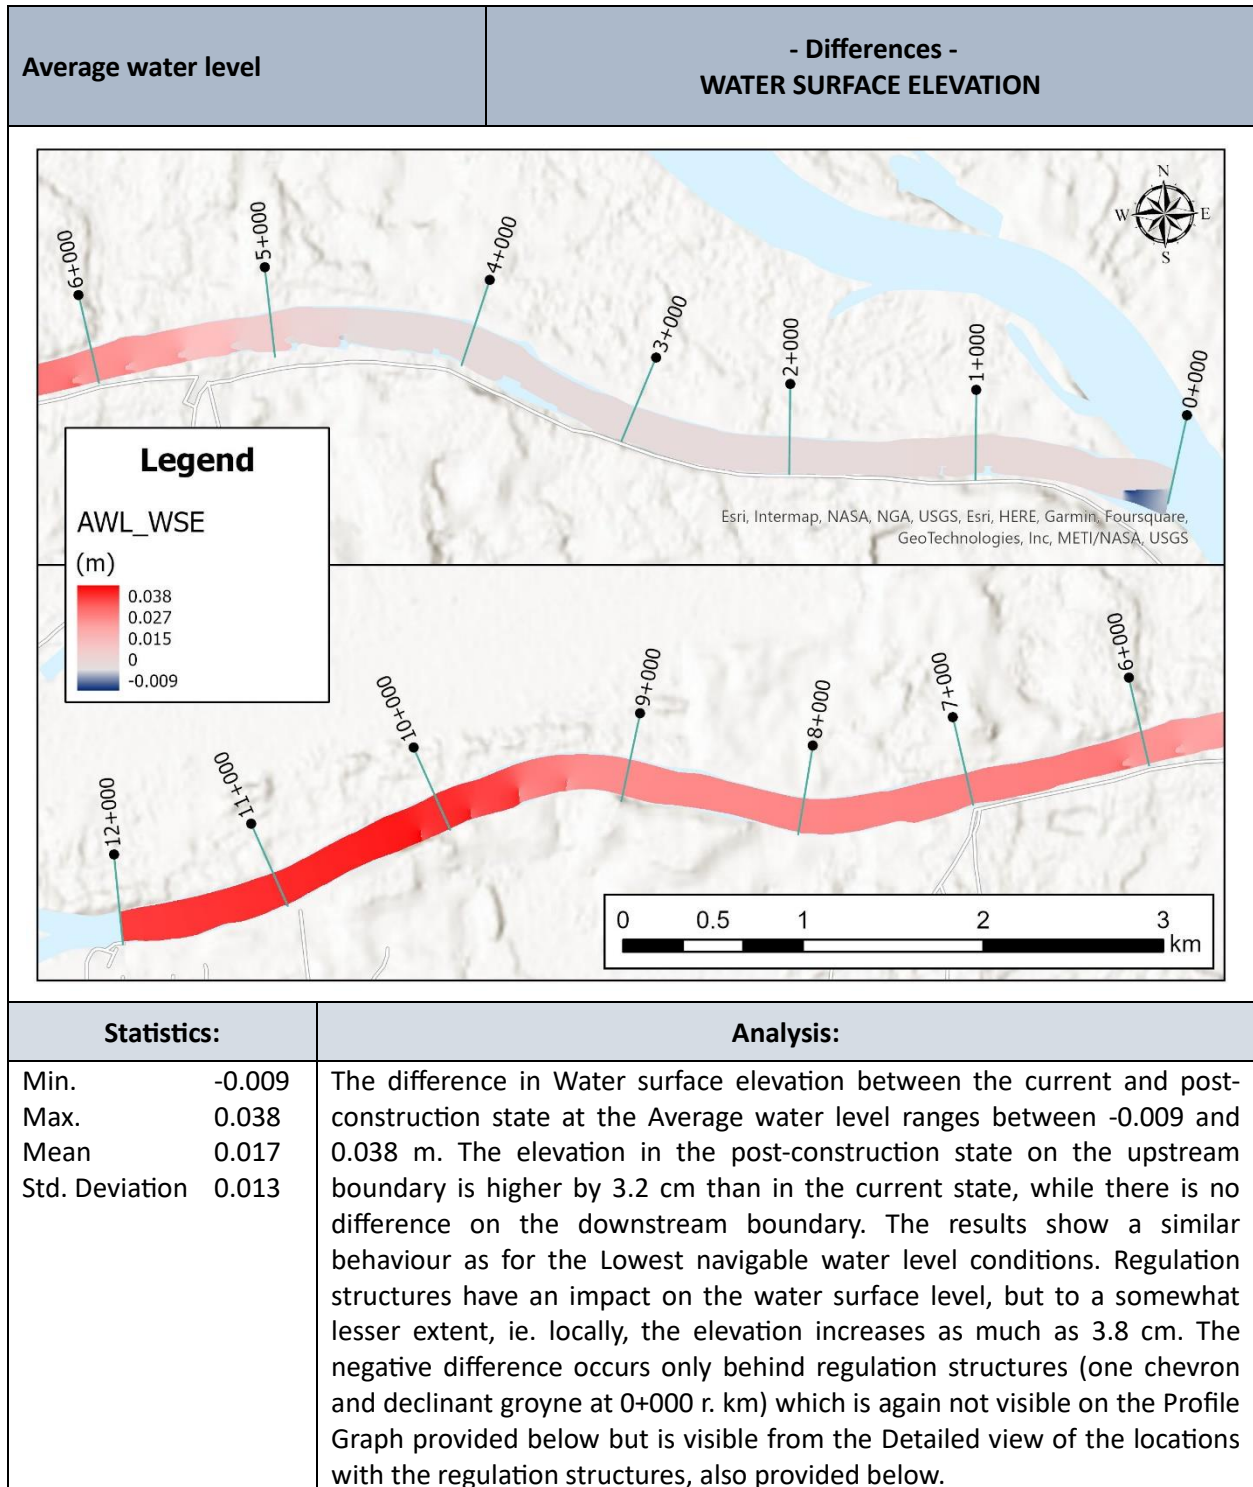 Average water level
- Differences -
WATER SURFACE ELEVATION
N
W
E
S
6+000
5+000
4+000
3+000
2+000
1+000
0+000
Esri, Intermap, NASA, NGA, USGS, Esri, HERE, Garmin, Foursquare,
GeoTechnologies, Inc, METI/NASA, USGS
Legend
AWL_WSE
(m)
0.038
0.027
0.015
0
-0.009
12+000
11+000
10+000
9+000
8+000
7+000
6+000
0 0.5 1 2 3
km
Statistics:
Min. -0.009
Max. 0.038
Mean 0.017
Std. Deviation 0.013
Analysis:
The difference in Water surface elevation between the current and post-
construction state at the Average water level ranges between -0.009 and
0.038 m. The elevation in the post-construction state on the upstream
boundary is higher by 3.2 cm than in the current state, while there is no
difference on the downstream boundary. The results show a similar
behaviour as for the Lowest navigable water level conditions. Regulation
structures have an impact on the water surface level, but to a somewhat
lesser extent, ie. locally, the elevation increases as much as 3.8 cm. The
negative difference occurs only behind regulation structures (one chevron
and declinant groyne at 0+000 r. km) which is again not visible on the Profile
Graph provided below but is visible from the Detailed view of the locations
with the regulation structures, also provided below.